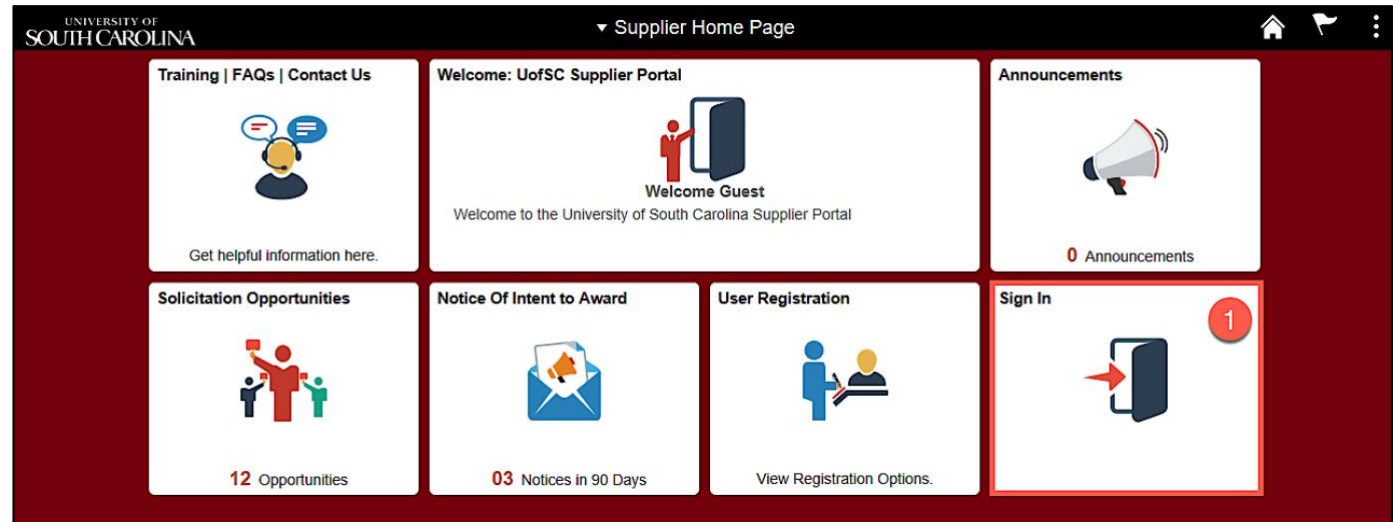 UNIVERSITY OF
SOUTH CAROLINA
Supplier Home Page
Training | FAQs | Contact Us
Get helpful information here.
Welcome: UofSC Supplier Portal
Welcome Guest
Welcome to the University of South Carolina Supplier Portal
Announcements
0 Announcements
Solicitation Opportunities
12 Opportunities
Notice Of Intent to Award
03 Notices in 90 Days
User Registration
View Registration Options.
Sign In
1